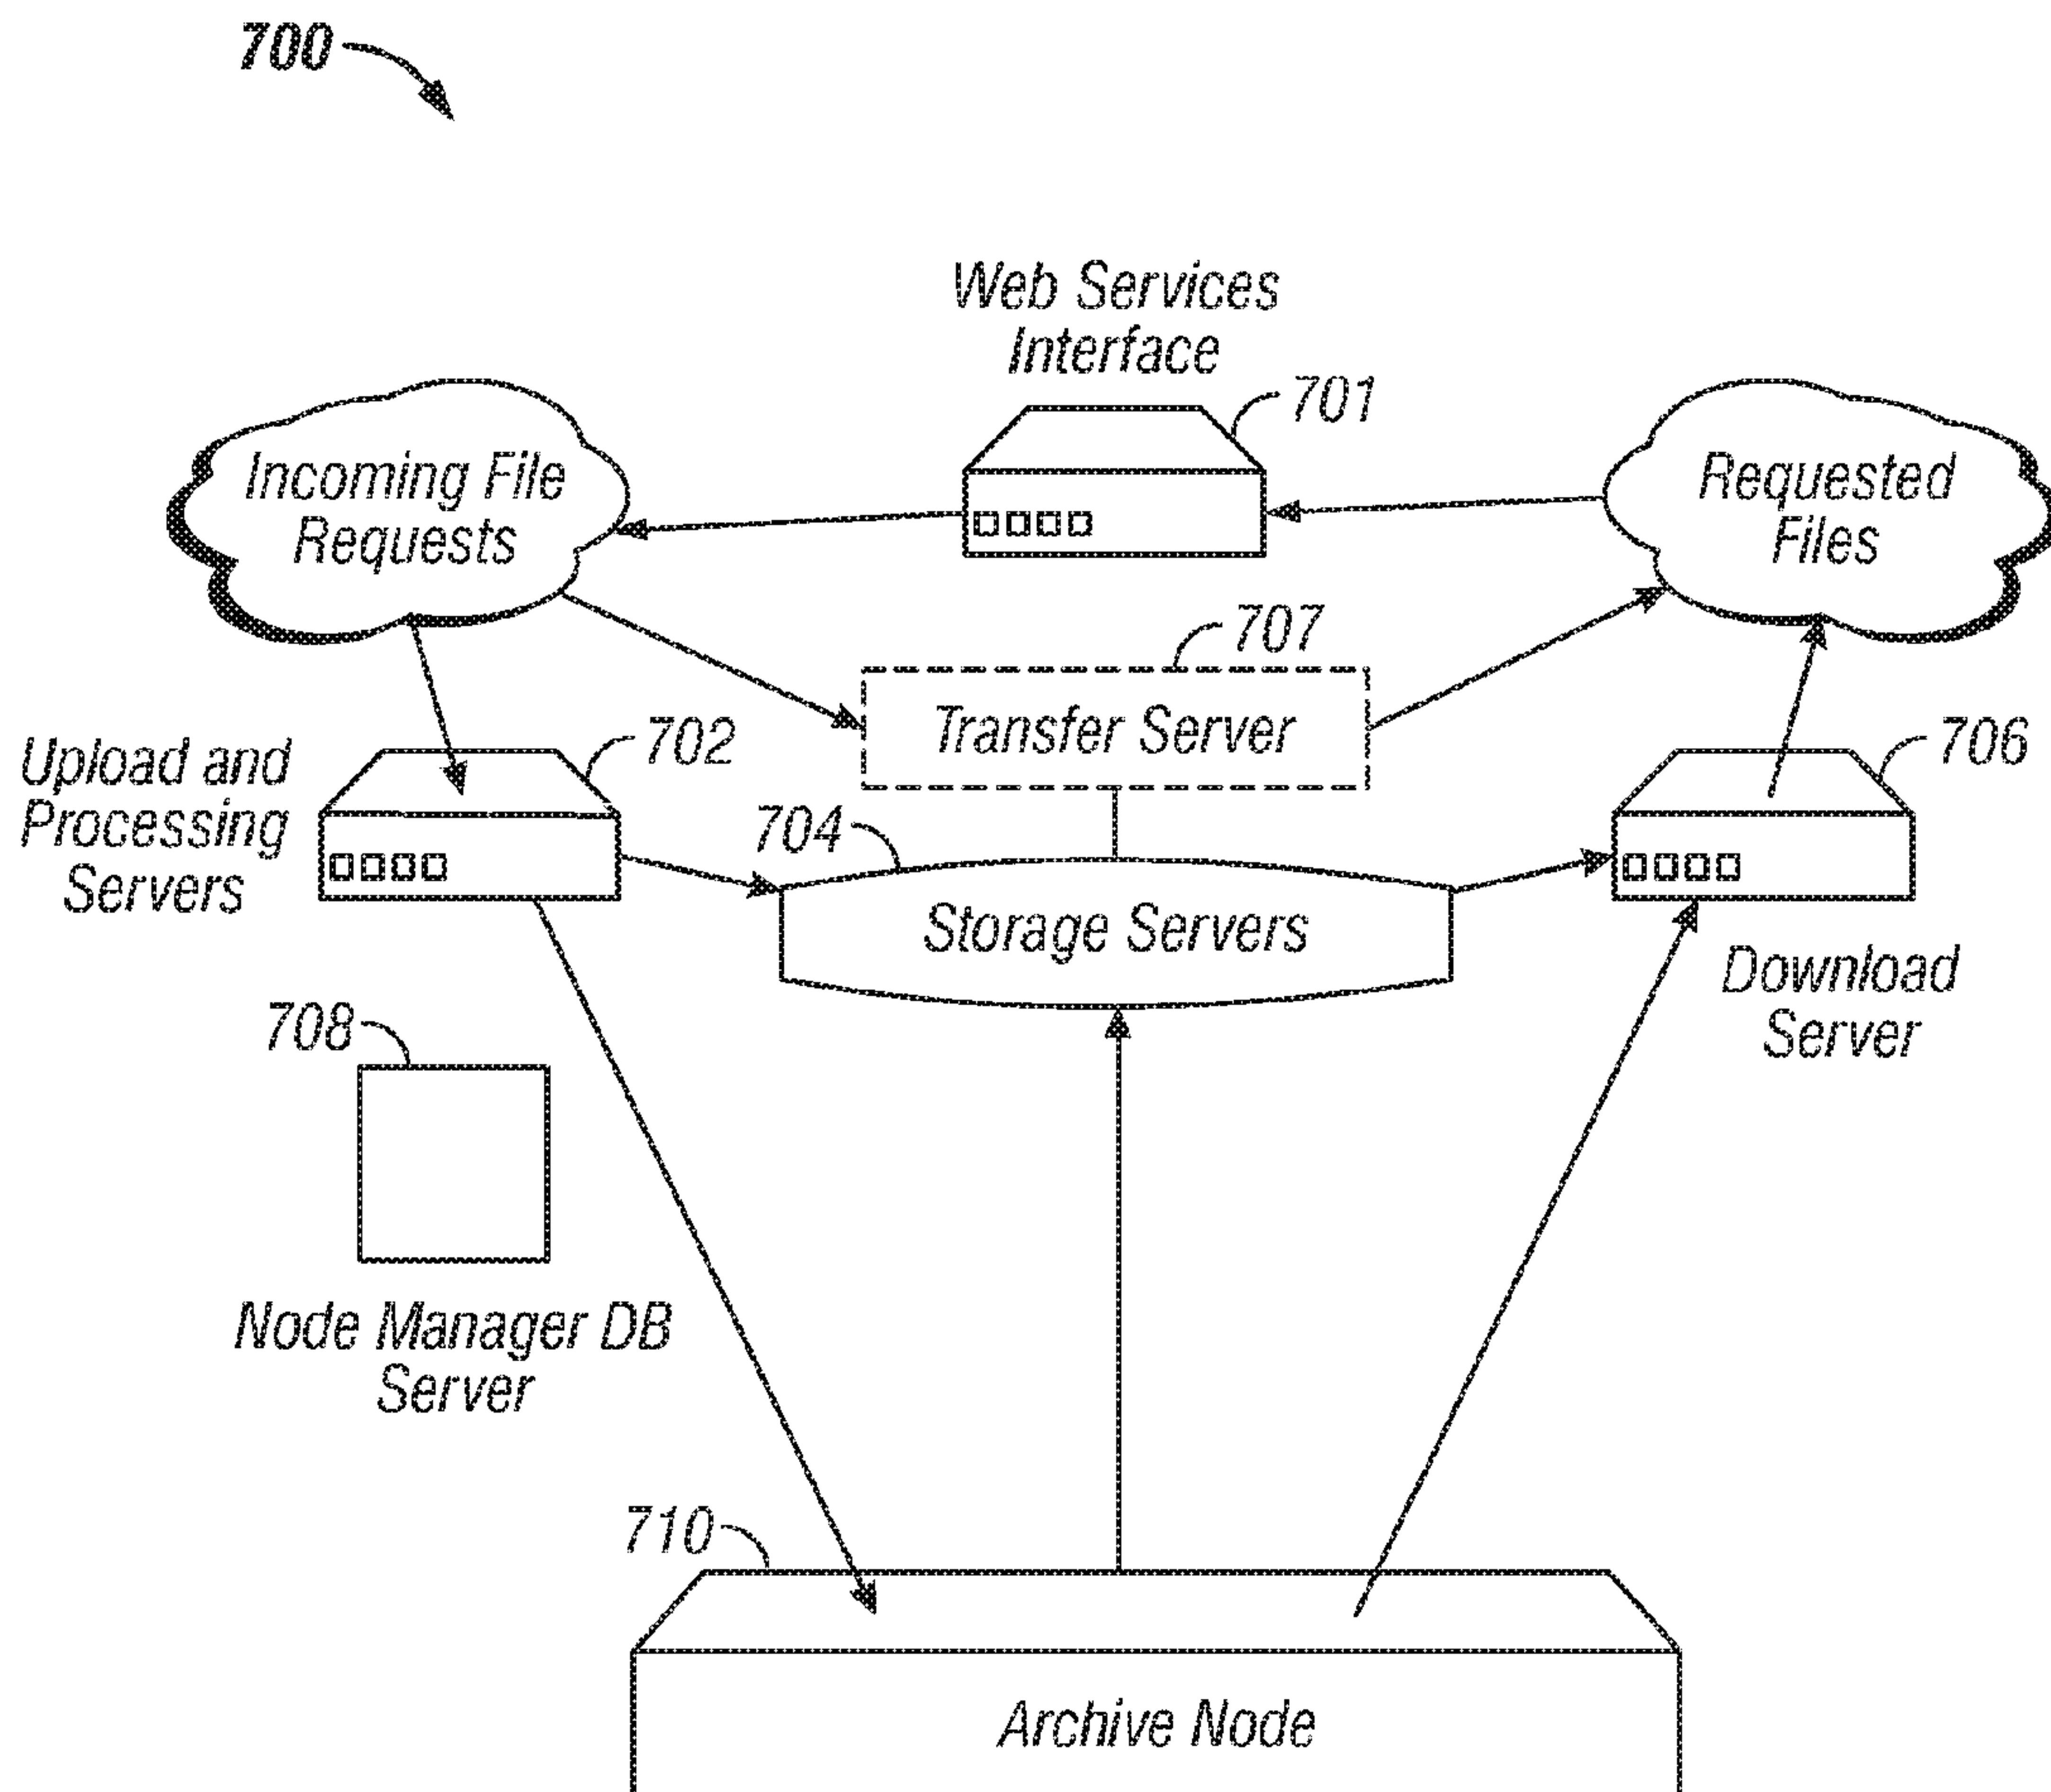 700
Web Services
Interface
701
Incoming File
Requests
Requested
Files
707
Transfer Server
702
Upload and
Processing
Servers
704
Storage Servers
706
Download
Server
708
Node Manager DB
Server
710
Archive Node